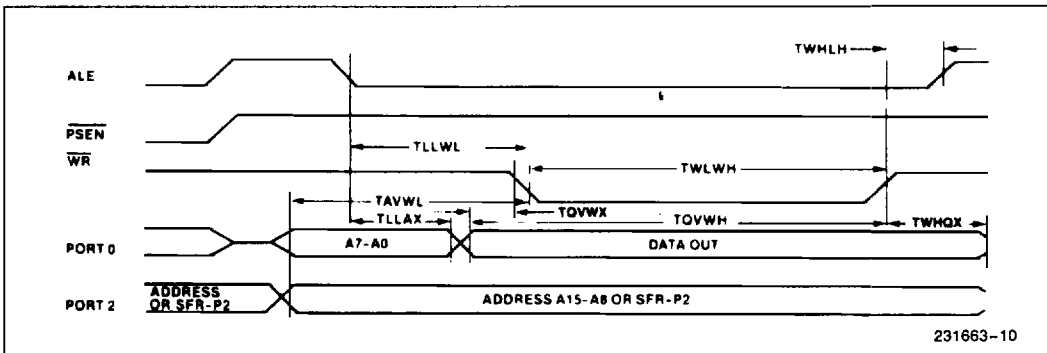 TWHLH
ALE
PSEN
TLLWL
WR
TWLWH
TAVWL
TQVWX
TLLAX
TQVWH
TWHQX
PORT 0
A7-A0
DATA OUT
ADDRESS
OR SFR-P2
PORT 2
ADDRESS A15-A8 OR SFR-P2
231663-10